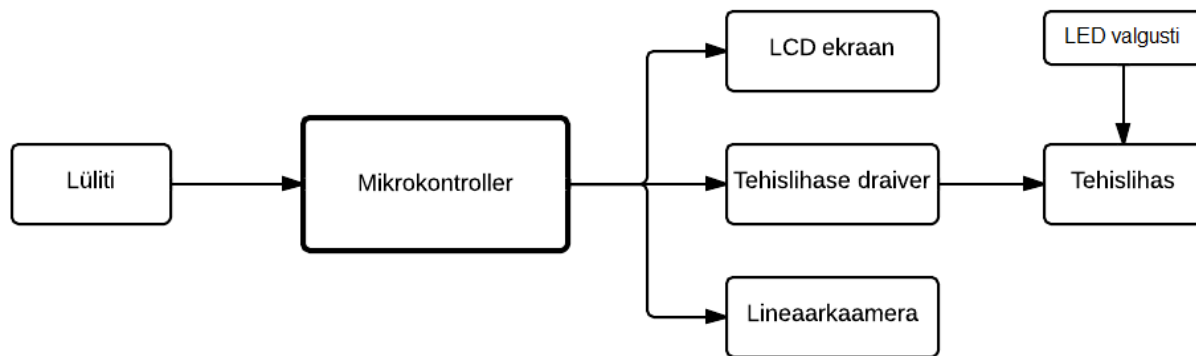 LCD ekraan
LED valgusti
Lüliti
Mikrokontroller
Tehislihase draiver
Tehislihas
Lineaarkaamera